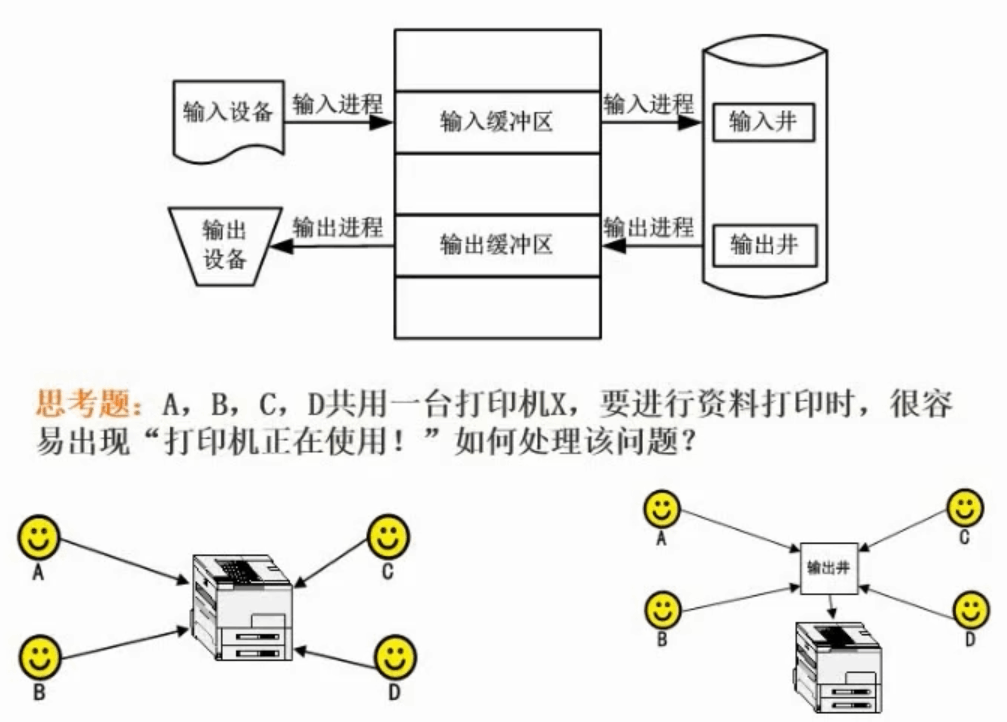 输入设备
输入进程
输入缓冲区
输入进程
输入井
输出
设备
输出进程
输出缓冲区
输出进程
输出井
思考题：A，B，C，D共用一台打印机X，要进行资料打印时，很容
易出现“打印机正在使用！”如何处理该问题？
A
C
B
D
A
C
输出井
B
D